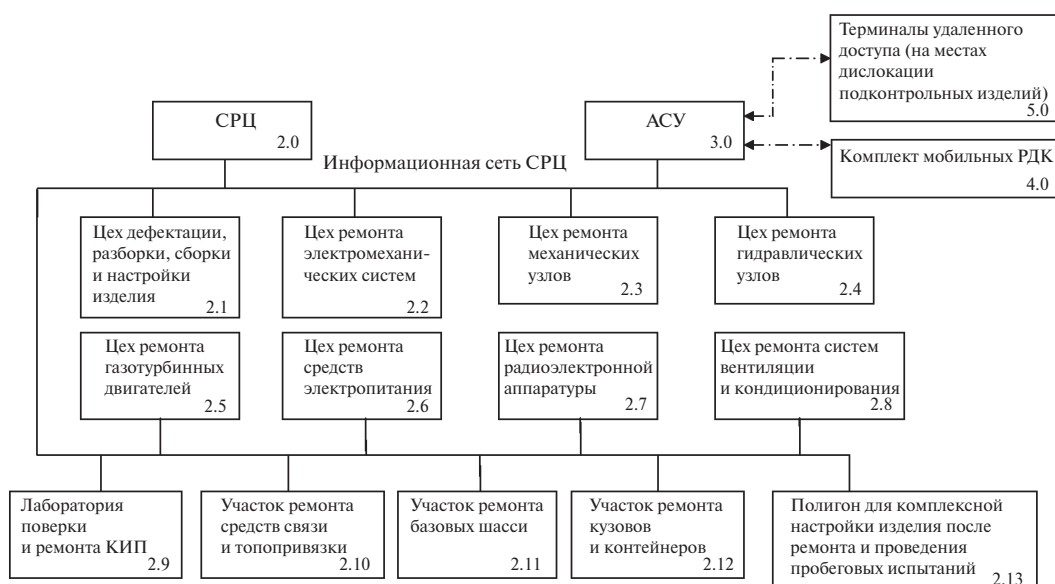 Терминалы удаленного
доступа (на местах
дислокации
подконтрольных изделий)
5.0
СРЦ
2.0
АСУ
3.0
Комплект мобильных РДК
4.0
Информационная сеть СРЦ
Цех дефектации,
разборки, сборки
и настройки
изделия
2.1
Цех ремонта
электромехани-
ческих систем
2.2
Цех ремонта
механических
узлов
2.3
Цех ремонта
гидравлических
узлов
2.4
Цех ремонта
газотурбинных
двигателей
2.5
Цех ремонта
средств
электропитания
2.6
Цех ремонта
радиоэлектронной
аппаратуры
2.7
Цех ремонта систем
вентиляции
и кондиционирования
2.8
Лаборатория
поверки
и ремонта КИП
2.9
Участок ремонта
средств связи
и топопривязки
2.10
Участок ремонта
базовых шасси
2.11
Участок ремонта
кузовов
и контейнеров
2.12
Полигон для комплексной
настройки изделия после
ремонта и проведения
пробеговых испытаний
2.13